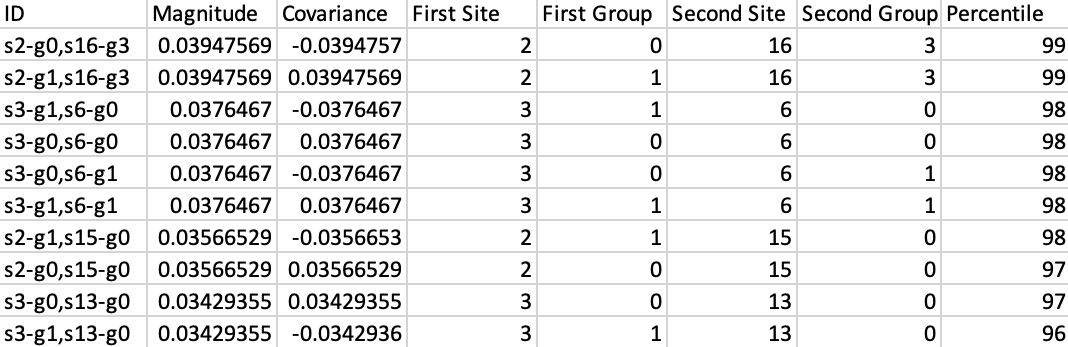 ID Magnitude Covariance First Site First Group Second Site Second Group Percentile
s2-g0,s16-g3 0.03947569 -0.0394757 2 0 16 3 99
s2-g1,s16-g3 0.03947569 0.03947569 2 1 16 3 99
s3-g1,s6-g0 0.0376467 -0.0376467 3 1 6 0 98
s3-g0,s6-g0 0.0376467 0.0376467 3 0 6 0 98
s3-g0,s6-g1 0.0376467 -0.0376467 3 0 6 1 98
s3-g1,s6-g1 0.0376467 0.0376467 3 1 6 1 98
s2-g1,s15-g0 0.03566529 -0.0356653 2 1 15 0 98
s2-g0,s15-g0 0.03566529 0.03566529 2 0 15 0 97
s3-g0,s13-g0 0.03429355 0.03429355 3 0 13 0 97
s3-g1,s13-g0 0.03429355 -0.0342936 3 1 13 0 96